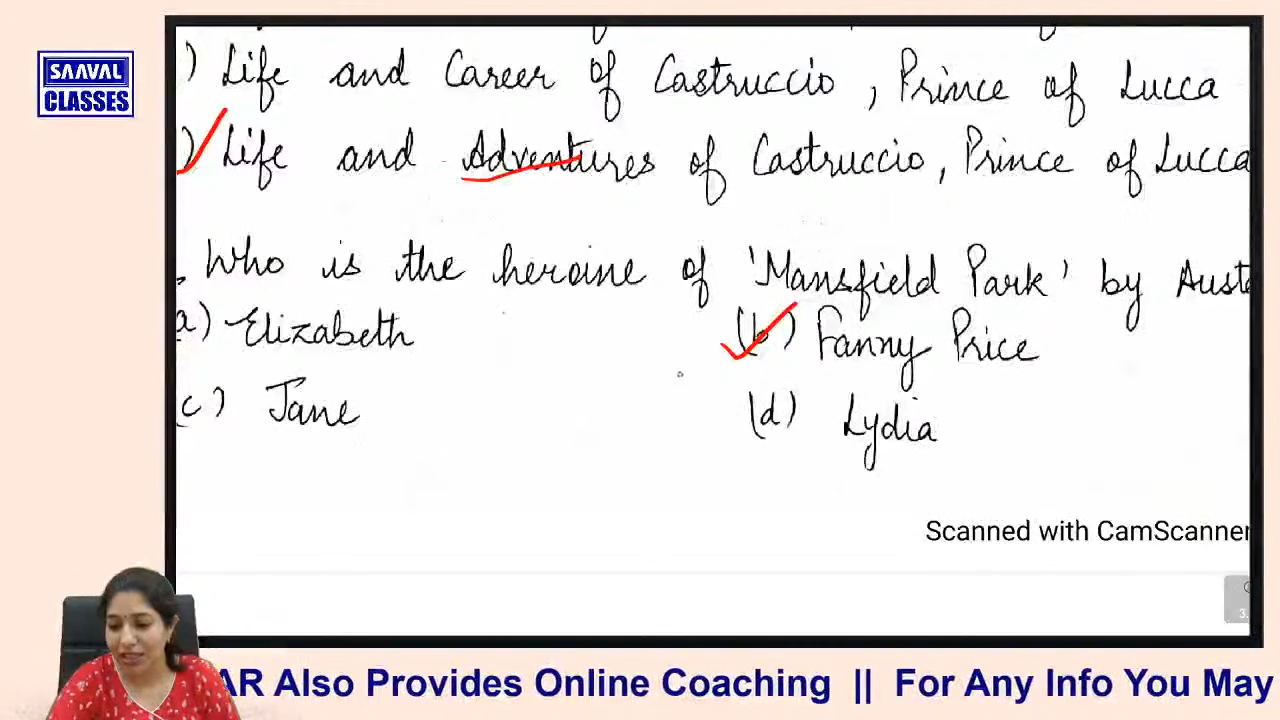 SAAVAL
CLASSES
) Life and Career of Castruccio, Prince of Lucca
) Life and Adventures of Castruccio, Prince of Lucca
. Who is the heroine of 'Mansfield Park' by Auste
(a) Elizabeth (b) Fanny Price
(c) Jane (d) Lydia
Scanned with CamScanner
AR Also Provides Online Coaching || For Any Info You May